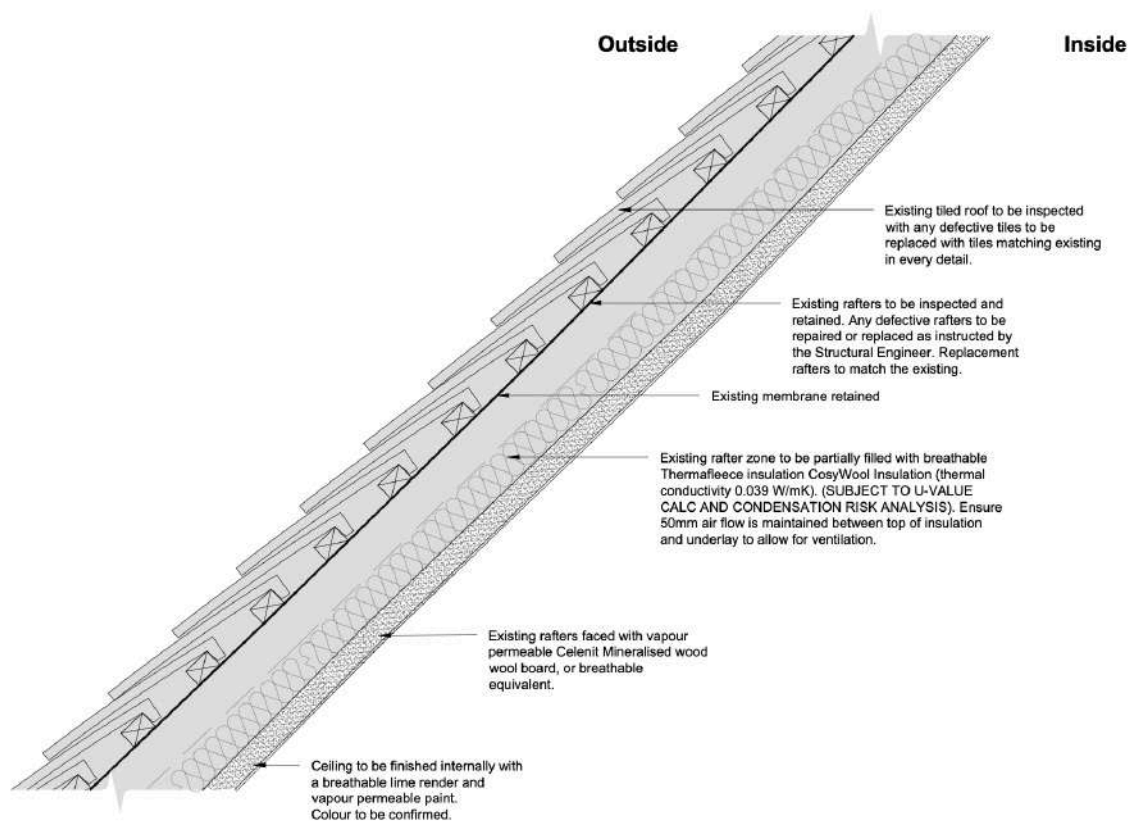 Outside
Inside
Existing tiled roof to be inspected
with any defective tiles to be
replaced with tiles matching existing
in every detail.
Existing rafters to be inspected and
retained. Any defective rafters to be
repaired or replaced as instructed by
the Structural Engineer. Replacement
rafters to match the existing.
Existing membrane retained
Existing rafter zone to be partially filled with breathable
Thermafleece insulation CosyWool Insulation (thermal
conductivity 0.039 W/mK). (SUBJECT TO U-VALUE
CALC AND CONDENSATION RISK ANALYSIS). Ensure
50mm air flow is maintained between top of insulation
and underlay to allow for ventilation.
Existing rafters faced with vapour
permeable Celenit Mineralised wood
wool board, or breathable
equivalent.
Ceiling to be finished internally with
a breathable lime render and
vapour permeable paint.
Colour to be confirmed.